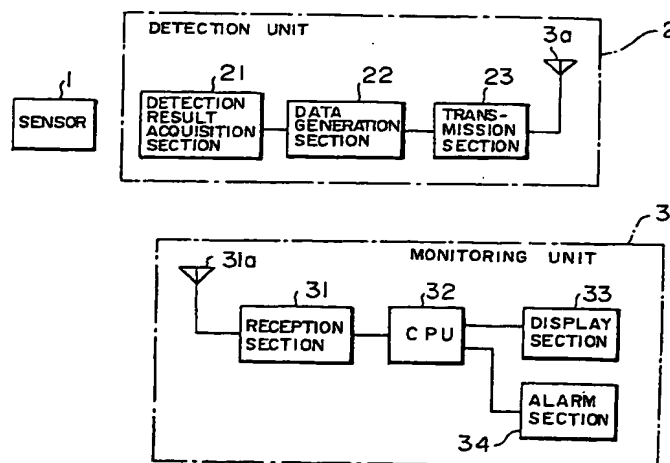 DETECTION UNIT
2
3a
1
SENSOR
21
DETECTION
RESULT
ACQUISITION
SECTION
22
DATA
GENERATION
SECTION
23
TRANS-
MISSION
SECTION
3
MONITORING UNIT
31a
31
RECEPTION
SECTION
32
CPU
33
DISPLAY
SECTION
ALARM
SECTION
34